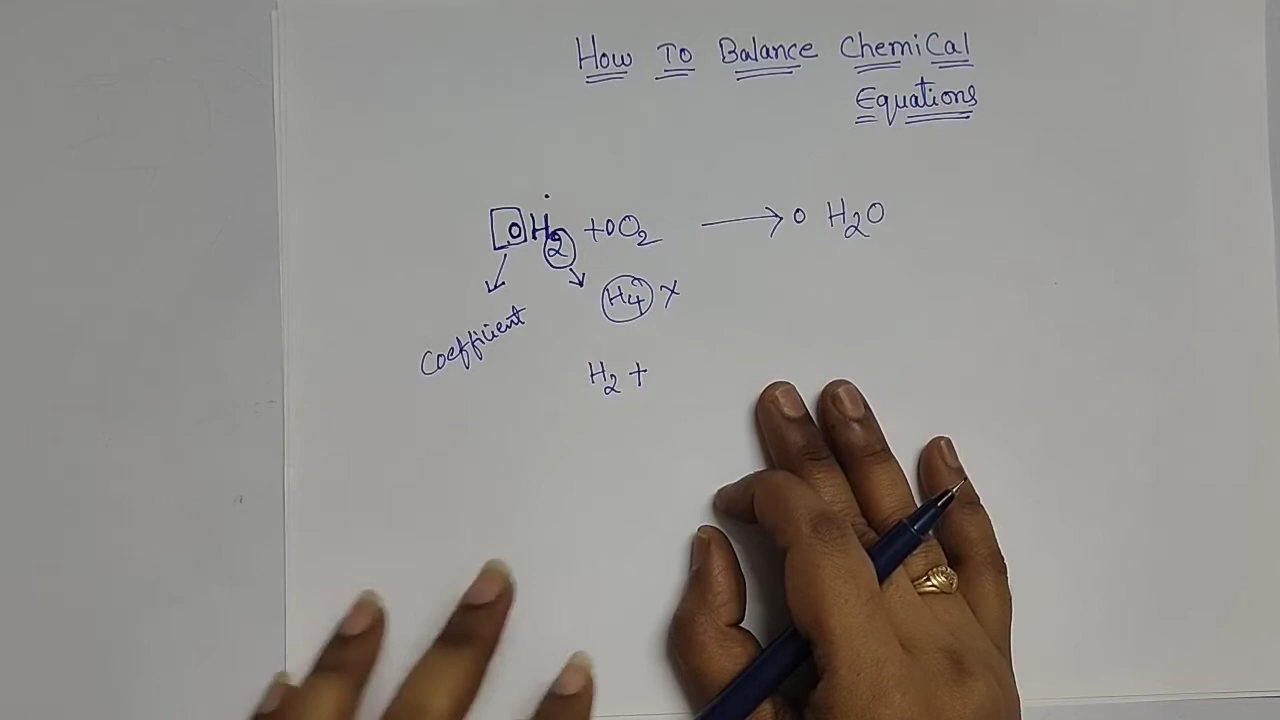 How To Balance Chemical
Equations
0 H2 + 0 O2 → 0 H2O
H4 ×
Coefficient
H2 +